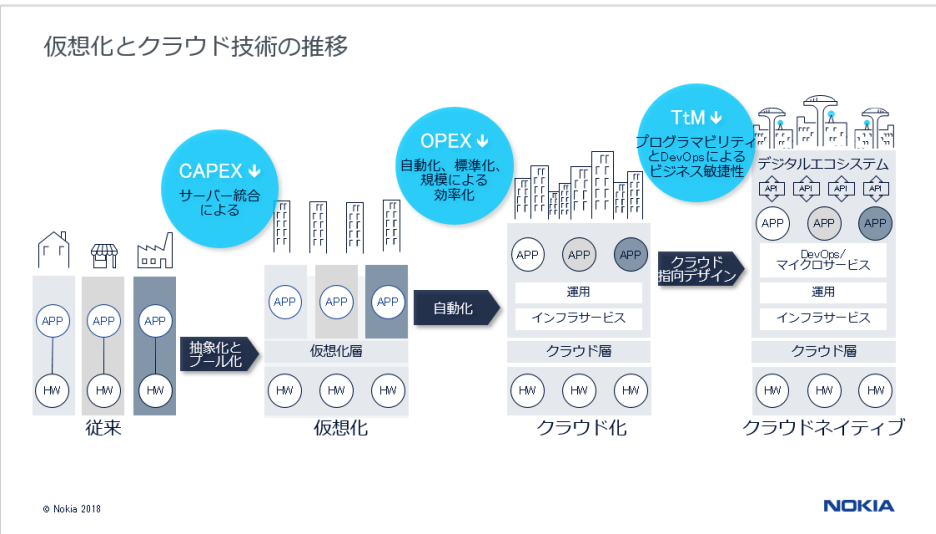 仮想化とクラウド技術の推移
CAPEX ↓
サーバー統合
による
OPEX ↓
自動化、標準化、
規模による
効率化
TtM ↓
プログラマビリティ
とDevOpsによる
ビジネス敏捷性
APP
APP
APP
HW
HW
HW
従来
抽象化と
プール化
APP
APP
APP
仮想化層
HW
HW
HW
仮想化
自動化
APP
APP
APP
運用
インフラサービス
クラウド層
HW
HW
HW
クラウド化
クラウド
指向デザイン
デジタルエコシステム
API
API
API
API
APP
APP
APP
DevOps/
マイクロサービス
運用
インフラサービス
クラウド層
HW
HW
HW
クラウドネイティブ
© Nokia 2018
NOKIA